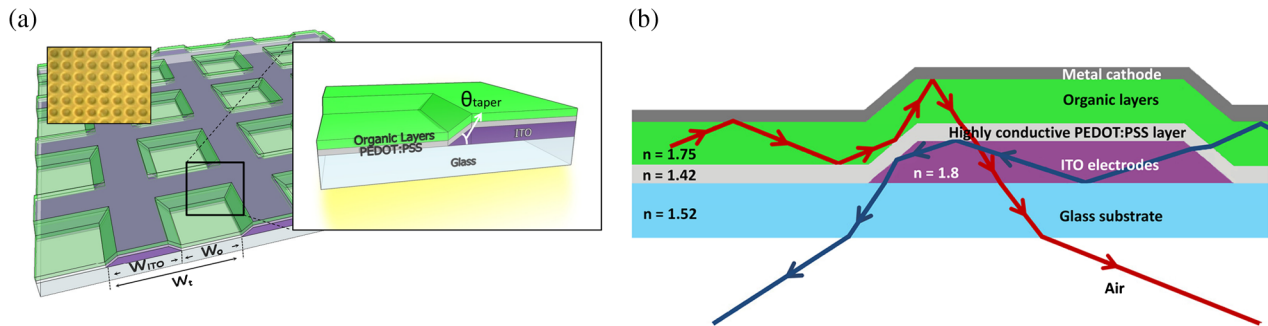 (a)
θtaper
ITO
Organic Layers
PEDOT:PSS
Glass
WITO
Wo
Wt
(b)
Metal cathode
Organic layers
Highly conductive PEDOT:PSS layer
n = 1.75
n = 1.42
n = 1.8
ITO electrodes
n = 1.52
Glass substrate
Air